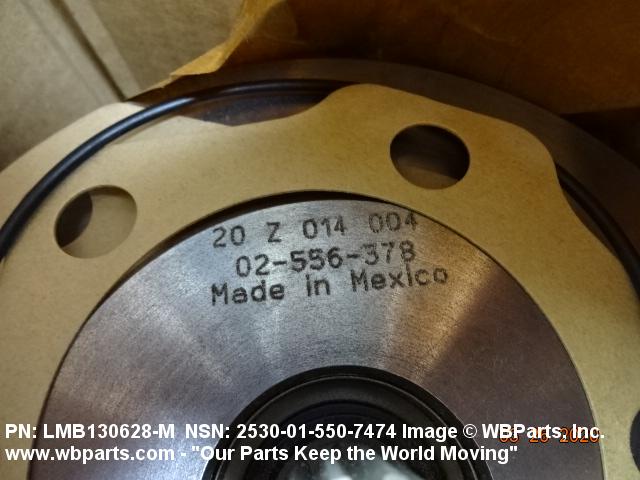 20 Z 014 004
02-556-378
Made in Mexico
PN: LMB130628-M NSN: 2530-01-550-7474 Image © WBParts, Inc.
www.wbparts.com - "Our Parts Keep the World Moving"